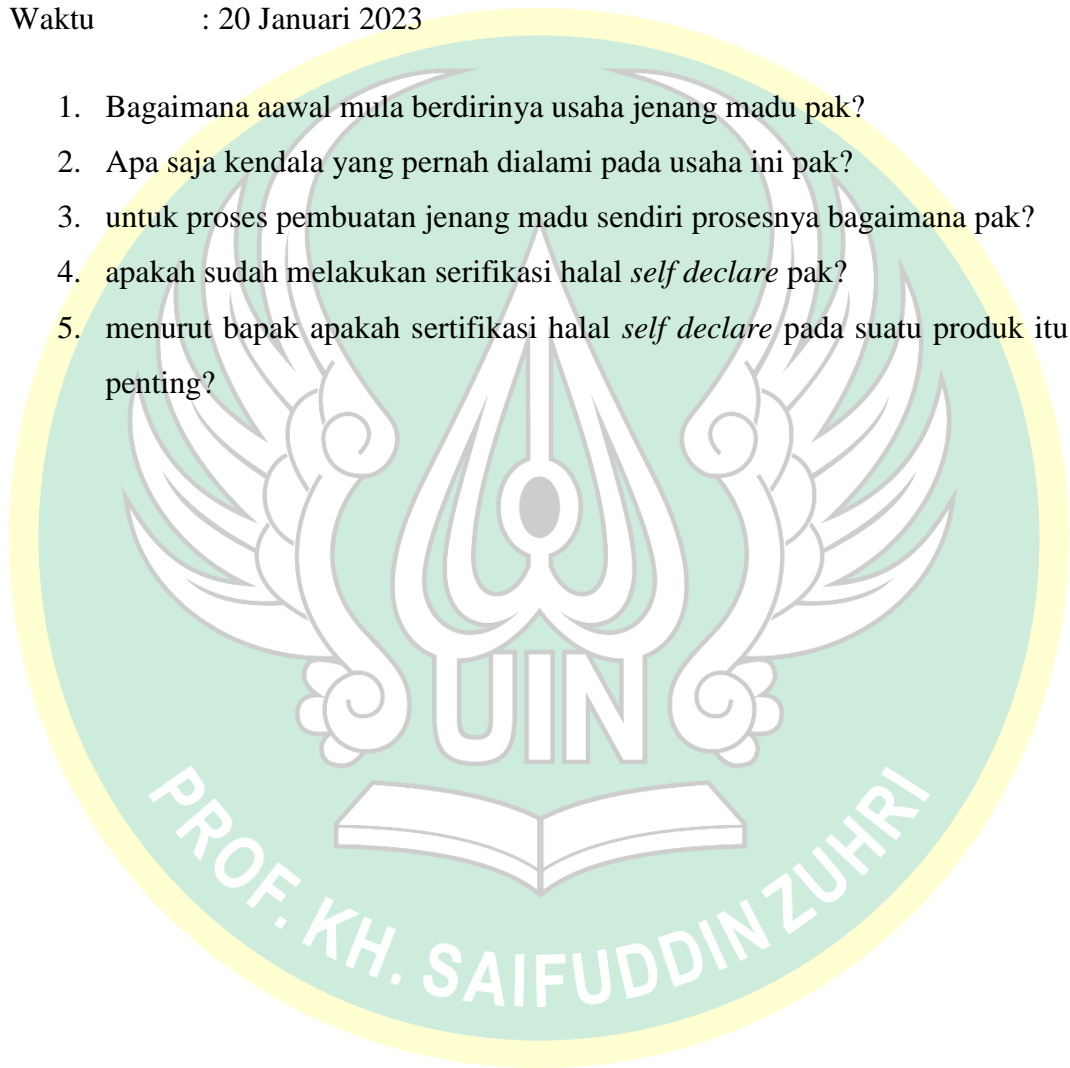 Waktu : 20 Januari 2023
1. Bagaimana aawal mula berdirinya usaha jenang madu pak?
2. Apa saja kendala yang pernah dialami pada usaha ini pak?
3. untuk proses pembuatan jenang madu sendiri prosesnya bagaimana pak?
4. apakah sudah melakukan serifikasi halal self declare pak?
5. menurut bapak apakah sertifikasi halal self declare pada suatu produk itu
penting?
UIN
PROF. KH. SAIFUDDIN ZUHRI